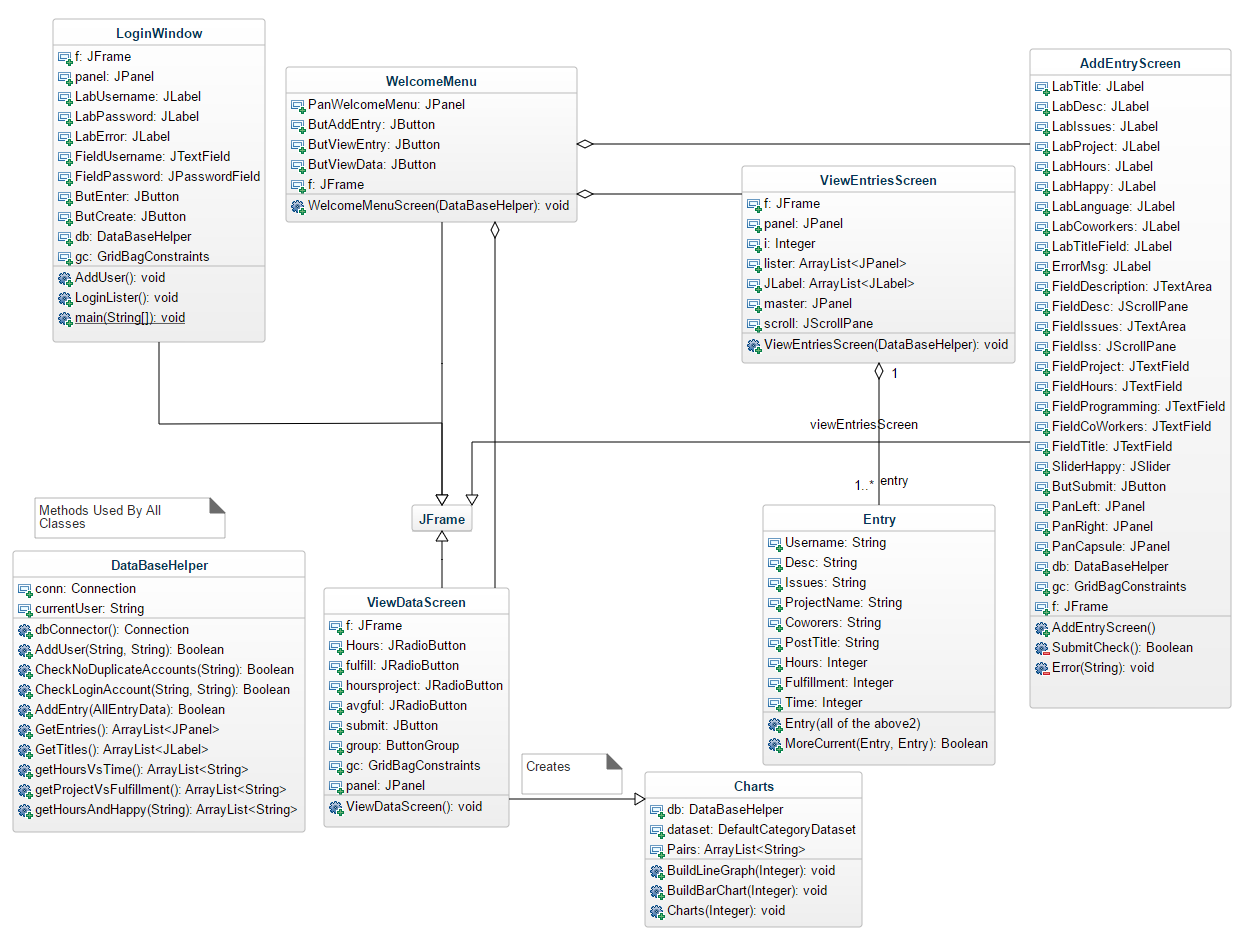 LoginWindow
f: JFrame
panel: JPanel
LabUsername: JLabel
LabPassword: JLabel
LabError: JLabel
FieldUsername: JTextField
FieldPassword: JPasswordField
ButEnter: JButton
ButCreate: JButton
db: DataBaseHelper
gc: GridBagConstraints
AddUser(): void
LoginLister(): void
main(String[]): void
WelcomeMenu
PanWelcomeMenu: JPanel
ButAddEntry: JButton
ButViewEntry: JButton
ButViewData: JButton
f: JFrame
WelcomeMenuScreen(DataBaseHelper): void
ViewEntriesScreen
f: JFrame
panel: JPanel
i: Integer
lister: ArrayList<JPanel>
JLabel: ArrayList<JLabel>
master: JPanel
scroll: JScrollPane
ViewEntriesScreen(DataBaseHelper): void
1
viewEntriesScreen
1..*
entry
AddEntryScreen
LabTitle: JLabel
LabDesc: JLabel
LabIssues: JLabel
LabProject: JLabel
LabHours: JLabel
LabHappy: JLabel
LabLanguage: JLabel
LabCoworkers: JLabel
LabTitleField: JLabel
ErrorMsg: JLabel
FieldDescription: JTextArea
FieldDesc: JScrollPane
FieldIssues: JTextArea
FieldIss: JScrollPane
FieldProject: JTextField
FieldHours: JTextField
FieldProgramming: JTextField
FieldCoWorkers: JTextField
FieldTitle: JTextField
SliderHappy: JSlider
ButSubmit: JButton
PanLeft: JPanel
PanRight: JPanel
PanCapsule: JPanel
db: DataBaseHelper
gc: GridBagConstraints
f: JFrame
AddEntryScreen()
SubmitCheck(): Boolean
Error(String): void
JFrame
Methods Used By All
Classes
DataBaseHelper
conn: Connection
currentUser: String
dbConnector(): Connection
AddUser(String, String): Boolean
CheckNoDuplicateAccounts(String): Boolean
CheckLoginAccount(String, String): Boolean
AddEntry(AllEntryData): Boolean
GetEntries(): ArrayList<JPanel>
GetTitles(): ArrayList<JLabel>
getHoursVsTime(): ArrayList<String>
getProjectVsFulfillment(): ArrayList<String>
getHoursAndHappy(String): ArrayList<String>
ViewDataScreen
f: JFrame
Hours: JRadioButton
fulfill: JRadioButton
hoursproject: JRadioButton
avgful: JRadioButton
submit: JButton
group: ButtonGroup
gc: GridBagConstraints
panel: JPanel
ViewDataScreen(): void
Creates
Entry
Username: String
Desc: String
Issues: String
ProjectName: String
Coworers: String
PostTitle: String
Hours: Integer
Fulfillment: Integer
Time: Integer
Entry(all of the above2)
MoreCurrent(Entry, Entry): Boolean
Charts
db: DataBaseHelper
dataset: DefaultCategoryDataset
Pairs: ArrayList<String>
BuildLineGraph(Integer): void
BuildBarChart(Integer): void
Charts(Integer): void